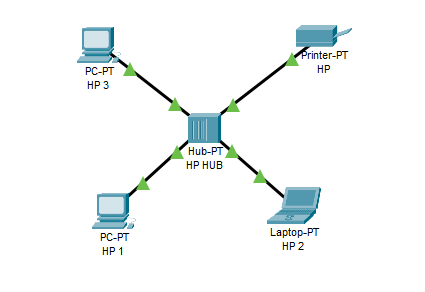 Printer-PT
HP
PC-PT
HP 3
Hub-PT
HP HUB
PC-PT
HP 1
Laptop-PT
HP 2